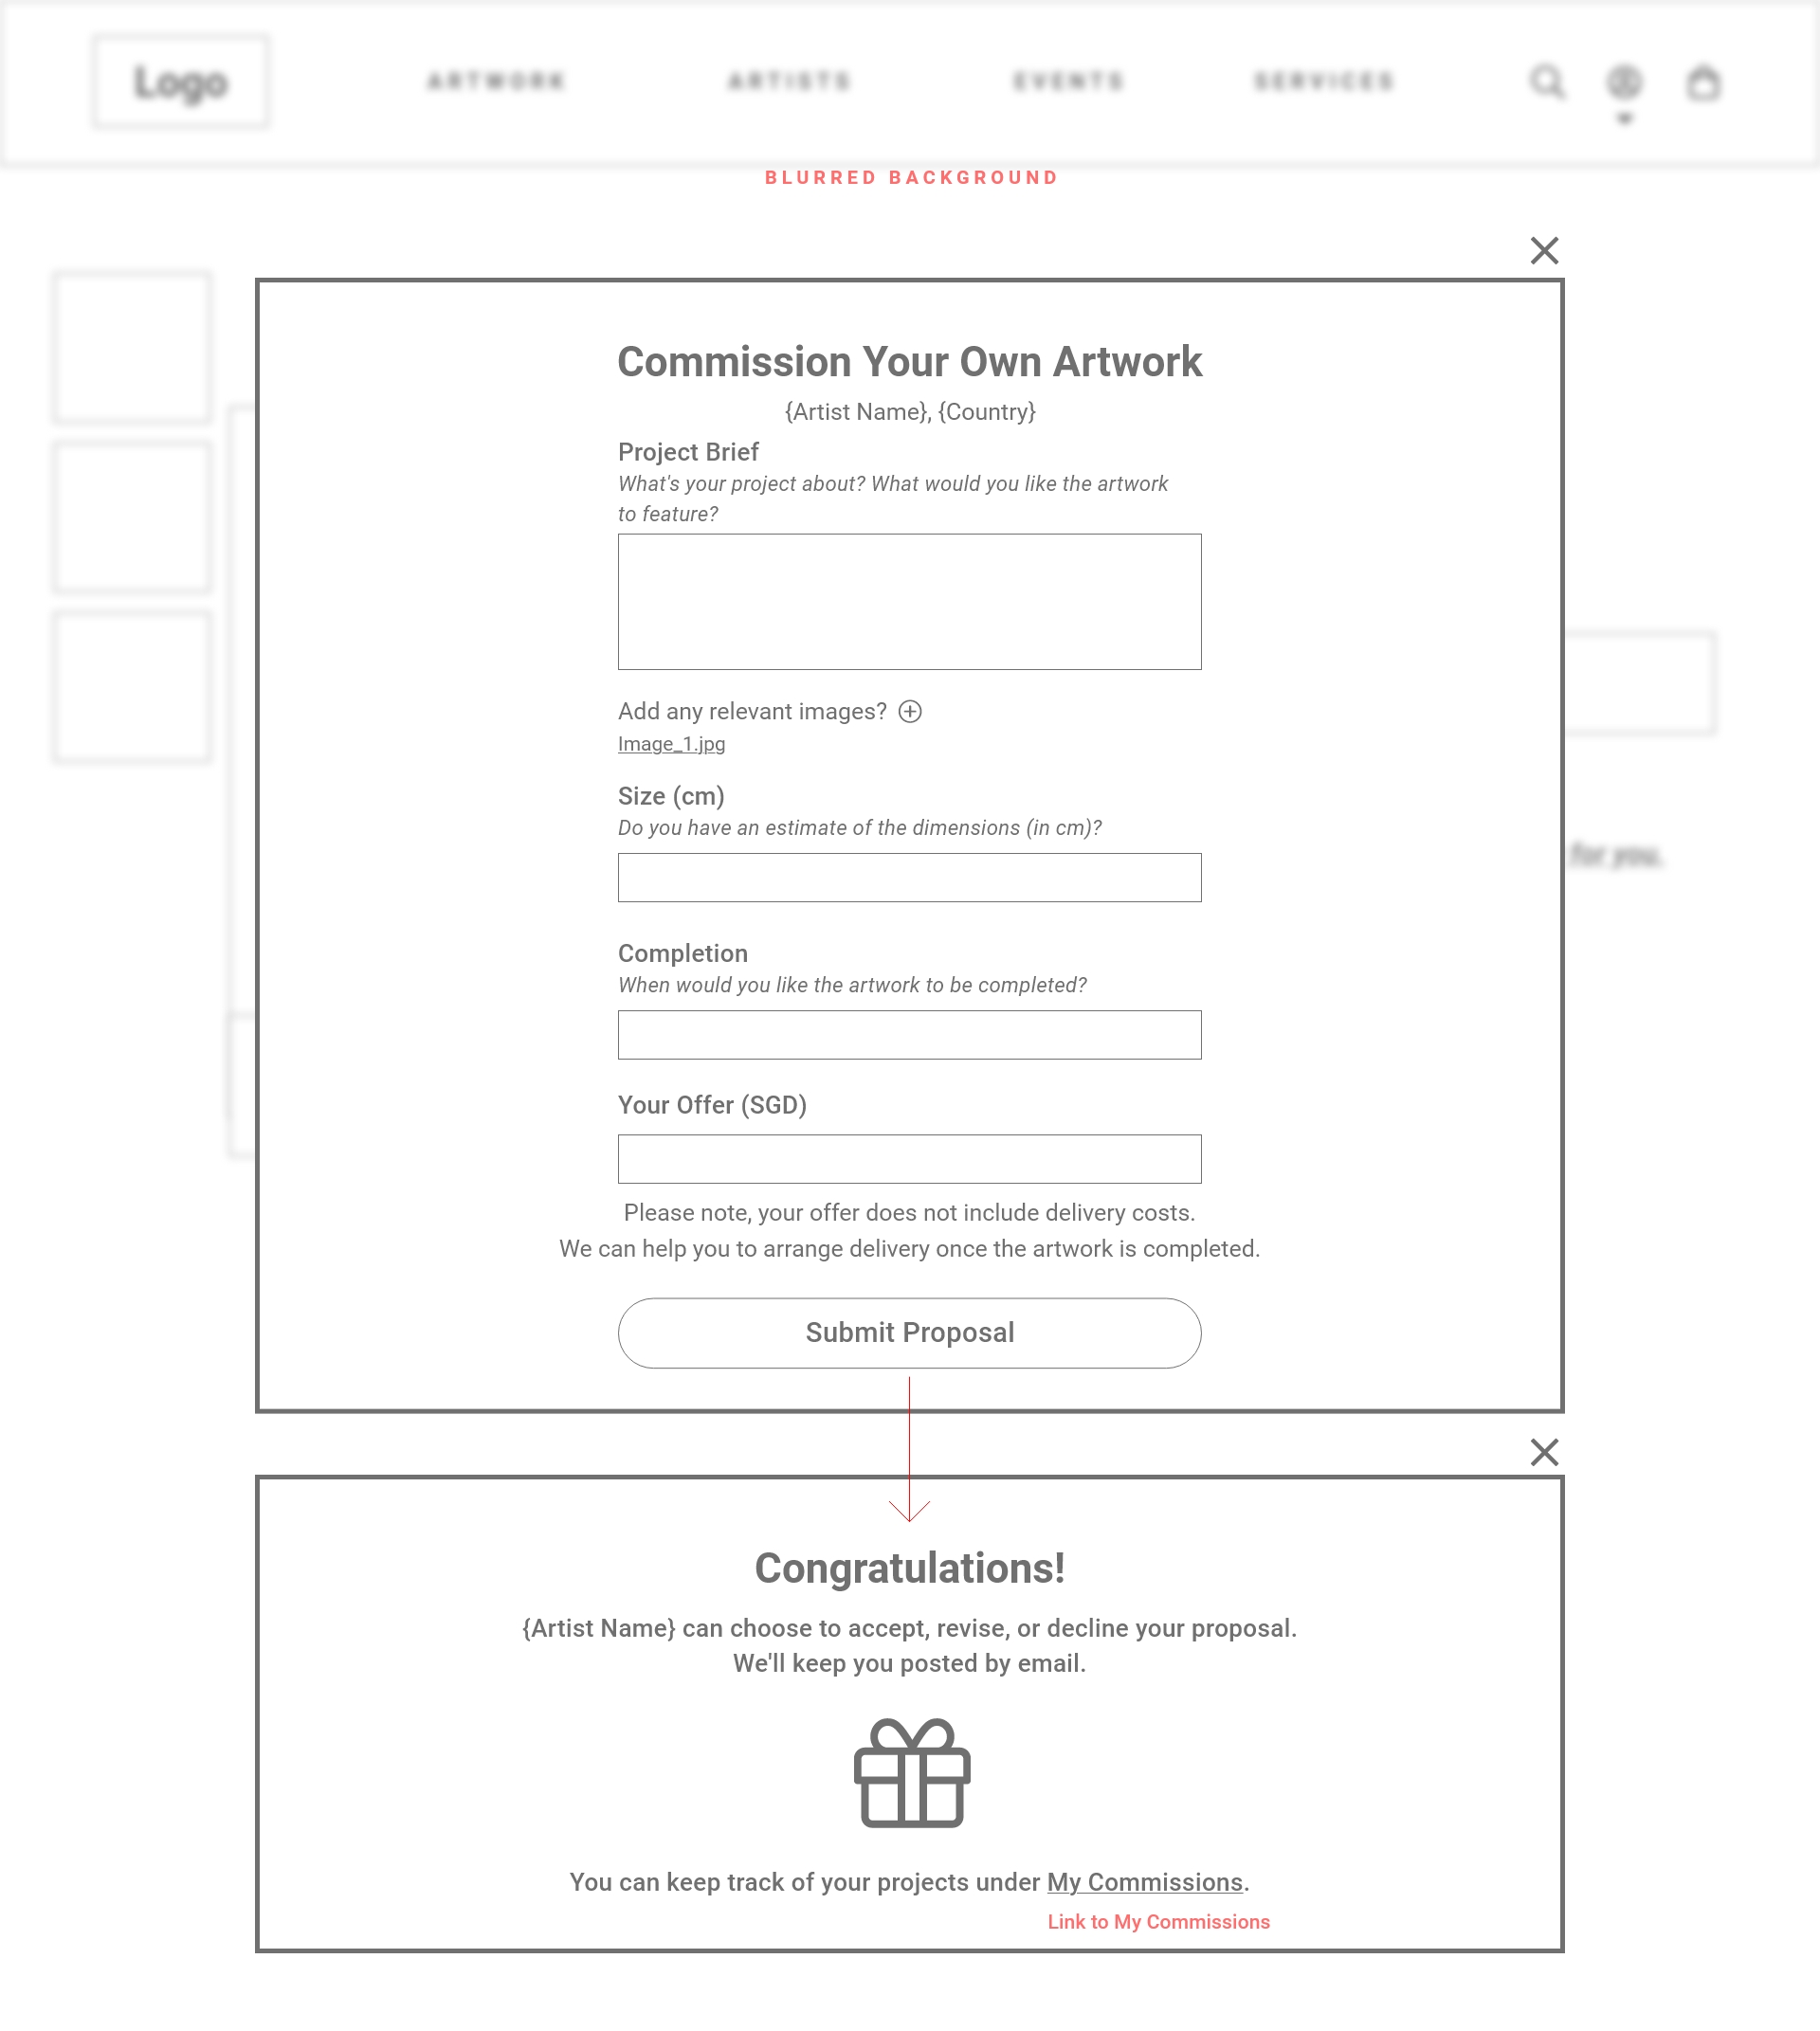 Logo
ARTWORK
ARTISTS
EVENTS
SERVICES
BLURRED BACKGROUND
Commission Your Own Artwork
{Artist Name}, {Country}
Project Brief
What's your project about? What would you like the artwork
to feature?
Add any relevant images?
Image_1.jpg
Size (cm)
Do you have an estimate of the dimensions (in cm)?
for you.
Completion
When would you like the artwork to be completed?
Your Offer (SGD)
Please note, your offer does not include delivery costs.
We can help you to arrange delivery once the artwork is completed.
Submit Proposal
Congratulations!
{Artist Name} can choose to accept, revise, or decline your proposal.
We'll keep you posted by email.
You can keep track of your projects under My Commissions.
Link to My Commissions